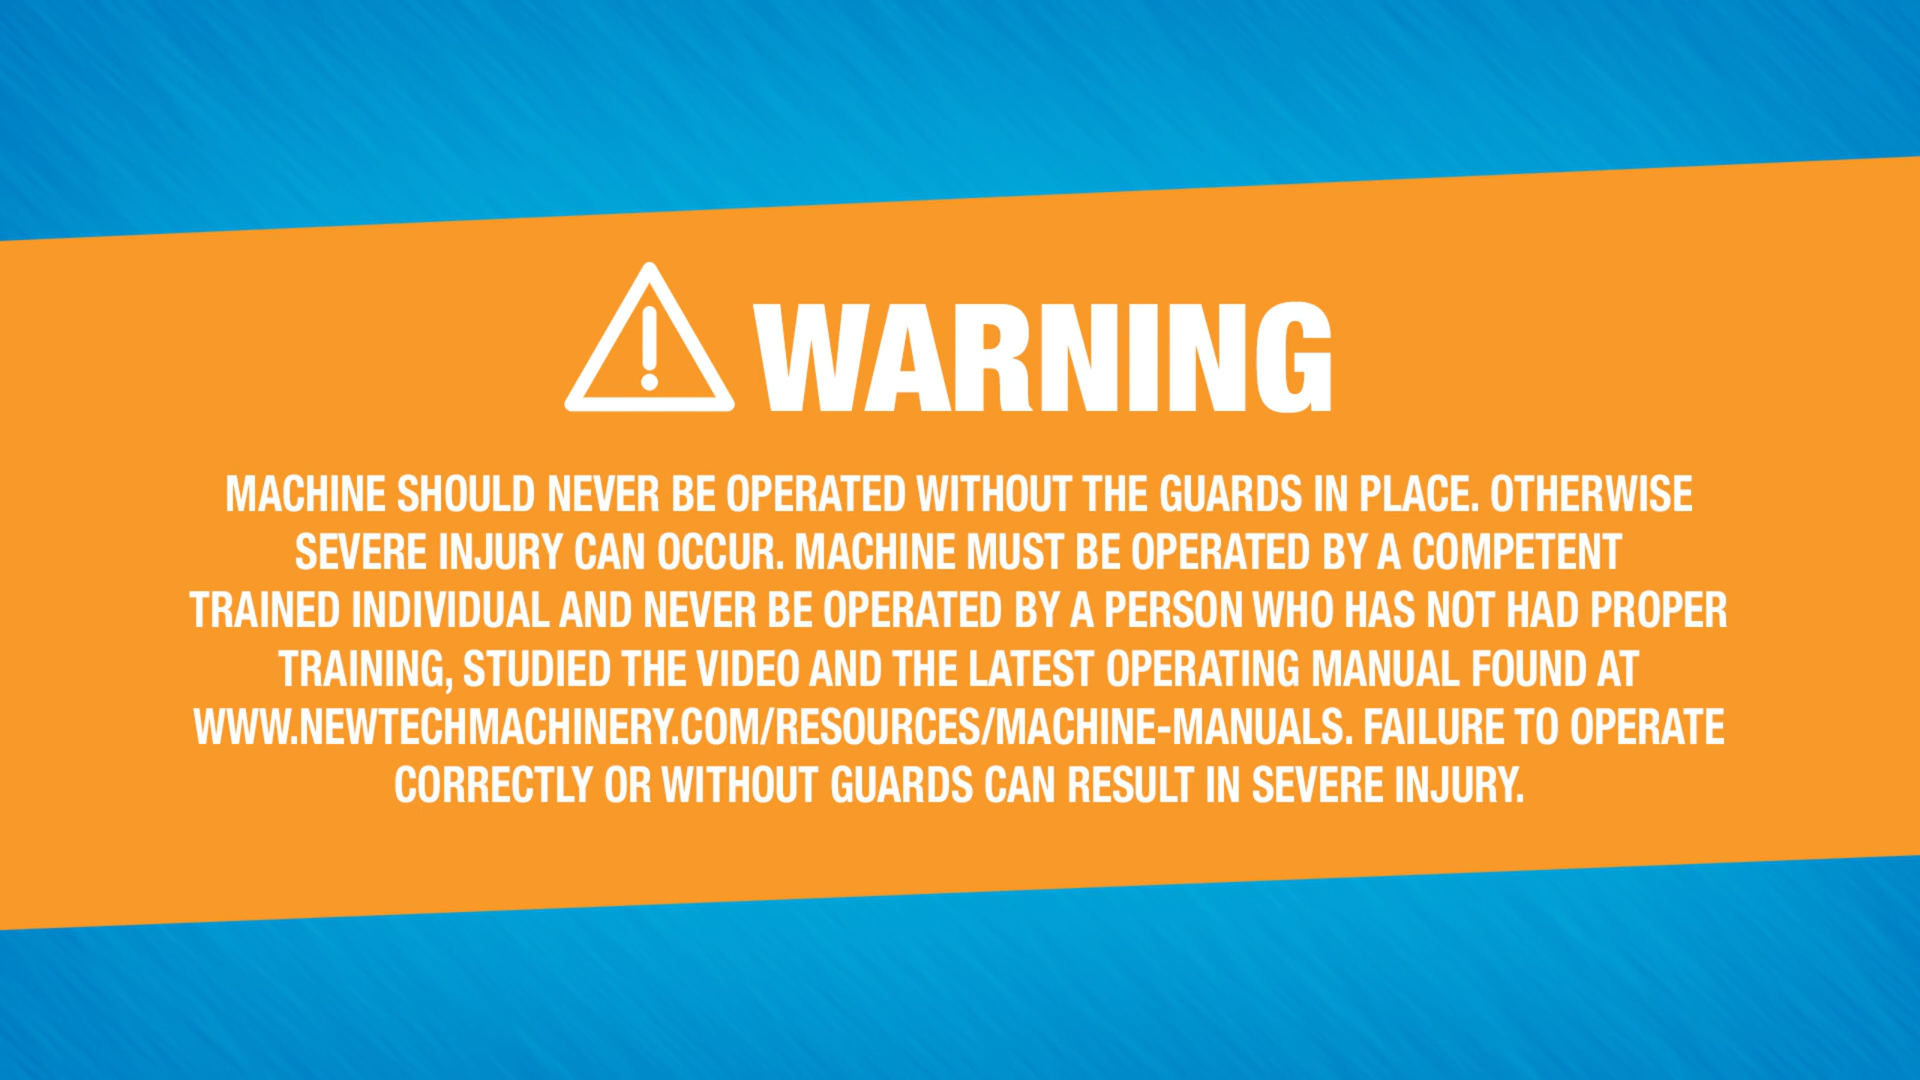 WARNING
MACHINE SHOULD NEVER BE OPERATED WITHOUT THE GUARDS IN PLACE. OTHERWISE
SEVERE INJURY CAN OCCUR. MACHINE MUST BE OPERATED BY A COMPETENT
TRAINED INDIVIDUAL AND NEVER BE OPERATED BY A PERSON WHO HAS NOT HAD PROPER
TRAINING, STUDIED THE VIDEO AND THE LATEST OPERATING MANUAL FOUND AT
WWW.NEWTECHMACHINERY.COM/RESOURCES/MACHINE-MANUALS. FAILURE TO OPERATE
CORRECTLY OR WITHOUT GUARDS CAN RESULT IN SEVERE INJURY.